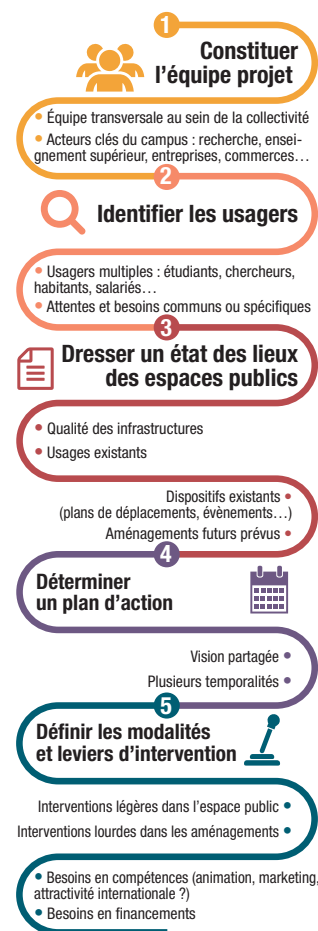 1
Constituer
l'équipe projet
• Équipe transversale au sein de la collectivité
• Acteurs clés du campus : recherche, ensei-
gnement supérieur, entreprises, commerces…
2
Identifier les usagers
• Usagers multiples : étudiants, chercheurs,
habitants, salariés…
• Attentes et besoins communs ou spécifiques
3
Dresser un état des lieux
des espaces publics
• Qualité des infrastructures
• Usages existants
Dispositifs existants •
(plans de déplacements, évènements…)
Aménagements futurs prévus •
4
Déterminer
un plan d'action
Vision partagée •
Plusieurs temporalités •
5
Définir les modalités
et leviers d'intervention
Interventions légères dans l'espace public •
Interventions lourdes dans les aménagements •
• Besoins en compétences (animation, marketing,
attractivité internationale ?)
• Besoins en financements